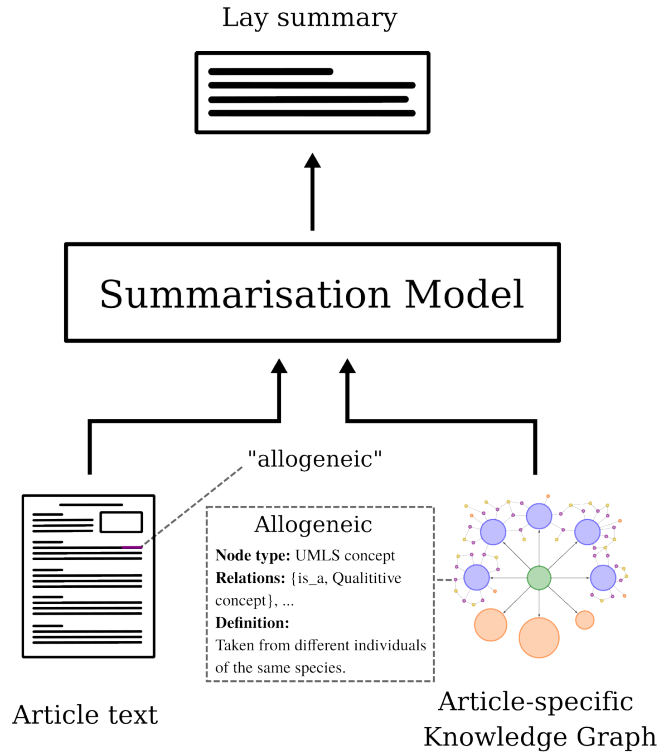 Lay summary
Summarisation Model
"allogeneic"
Allogeneic
Node type: UMLS concept
Relations: {is_a, Qualititive
concept}, ...
Definition:
Taken from different individuals
of the same species.
Article text
Article-specific
Knowledge Graph